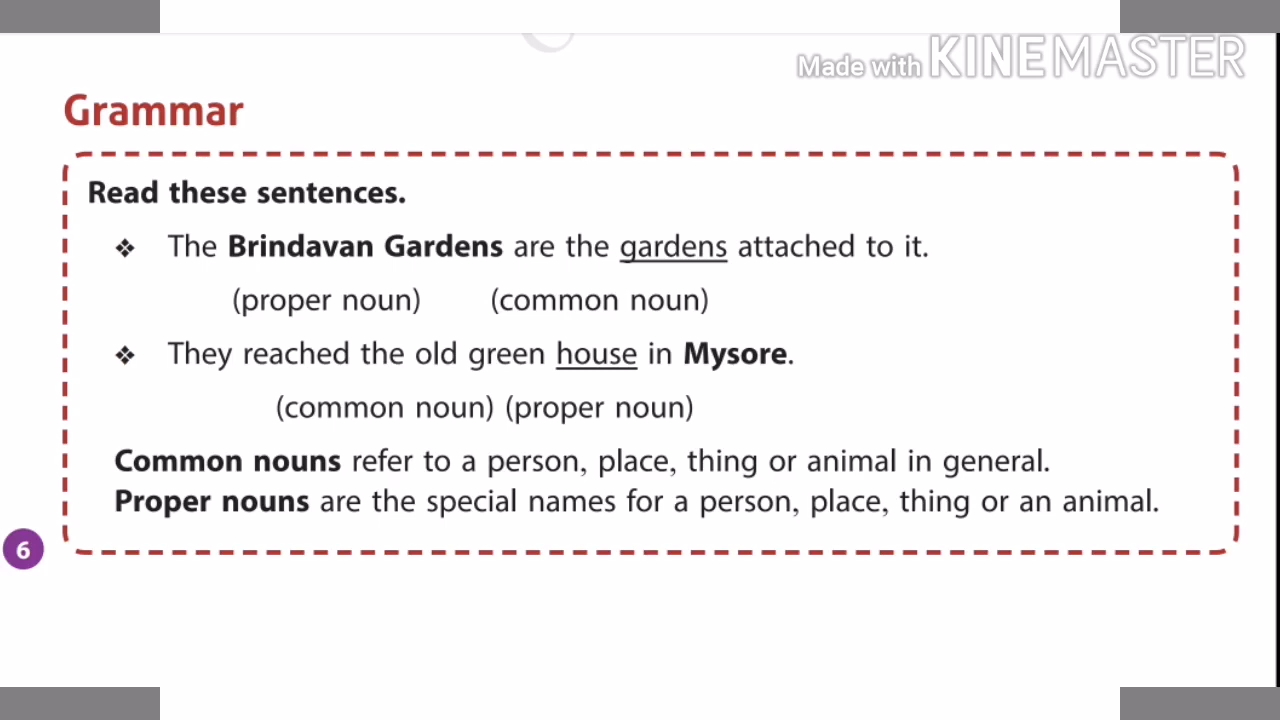 Made with KINEMASTER
Grammar
Read these sentences.
❖ The Brindavan Gardens are the gardens attached to it.
(proper noun) (common noun)
❖ They reached the old green house in Mysore.
(common noun) (proper noun)
Common nouns refer to a person, place, thing or animal in general.
Proper nouns are the special names for a person, place, thing or an animal.
6